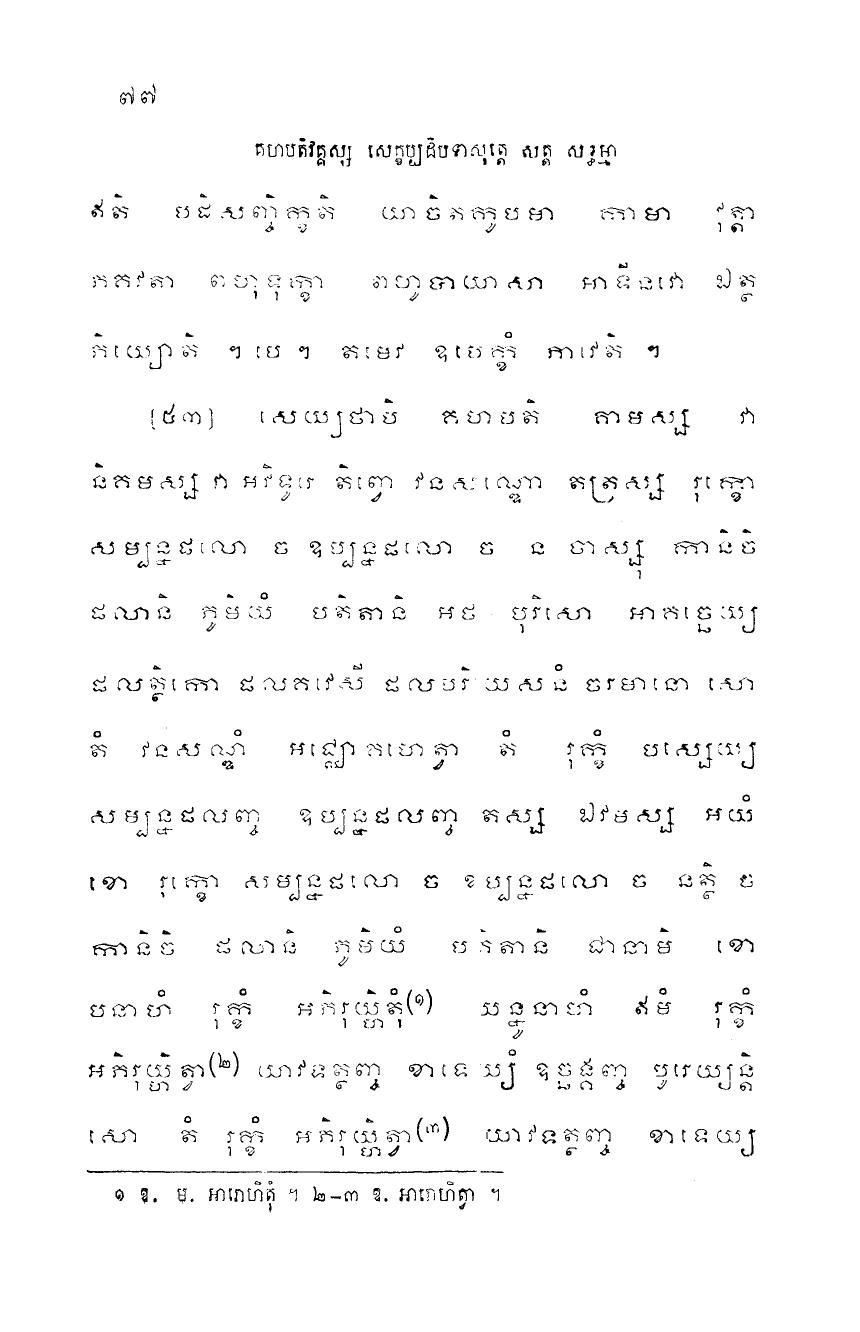 ៧៧
គហបតិវគ្គស្ស សេក្ខប្បដិបទាសុត្តេ សត្ត សទ្ធម្មា
ឥតិ បដិសញ្ចិក្ខតិ យាចិតកូបមា កាមា វុត្តា
ភគវតា ពហុទុក្ខា ពហូបាយាសា អាទីនវោ ឯត្ថ
ភិយ្យោតិ ។ បេ ។ តមេវ ឧបេក្ខំ ភាវេតិ ។
[៥៣] សេយ្យថាបិ គហបតិ គាមស្ស វា
និគមស្ស វា អវិទូរេ តិព្វោ វនសណ្ឌោ តត្រស្ស រុក្ខោ
សម្បន្នផលោ ច ឧប្បន្នផលោ ច ន ចាស្សុ កានិចិ
ផលានិ ភូមិយំ បតិតានិ អថ បុរិសោ អាគច្ឆេយ្យ
ផលត្ថិកោ ផលគវេសី ផលបរិយេសនំ ចរមានោ សោ
តំ វនសណ្ឌំ អជ្ឈោគហេត្វា តំ រុក្ខំ បស្សេយ្យ
សម្បន្នផលញ្ច ឧប្បន្នផលញ្ច តស្ស ឯវមស្ស អយំ
ខោ រុក្ខោ សម្បន្នផលោ ច ឧប្បន្នផលោ ច នត្ថិ ច
កានិចិ ផលានិ ភូមិយំ បតិតានិ ជានាមិ ខោ
បនាហំ រុក្ខំ អភិរុយ្ហិតុំ(១) យន្នូនាហំ ឥមំ រុក្ខំ
អភិរុយ្ហិត្វា(២) យាវទត្ថញ្ច ខាទេយ្យំ ឧច្ឆង្គញ្ច បូរេយ្យន្តិ
សោ តំ រុក្ខំ អភិរុយ្ហិត្វា(៣) យាវទត្ថញ្ច ខាទេយ្យ
១ ឱ. ម. អារោហិតុំ ។ ២-៣ ឱ. អារោហិត្វា ។